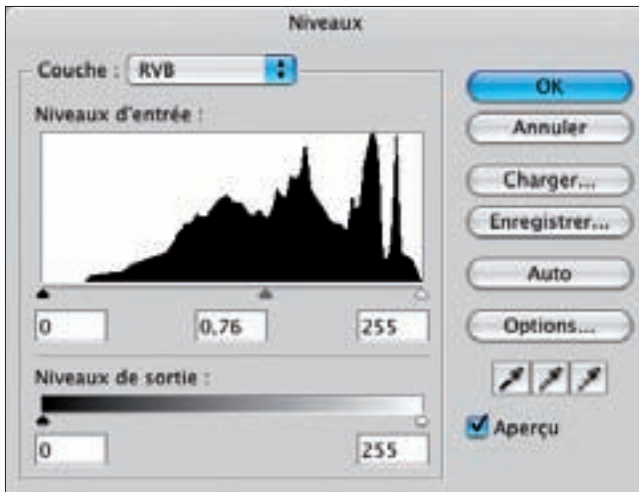 Niveaux
Couche : RVB
Niveaux d'entrée :
0 0,76 255
Niveaux de sortie :
0 255
OK
Annuler
Charger...
Enregistrer...
Auto
Options...
Aperçu